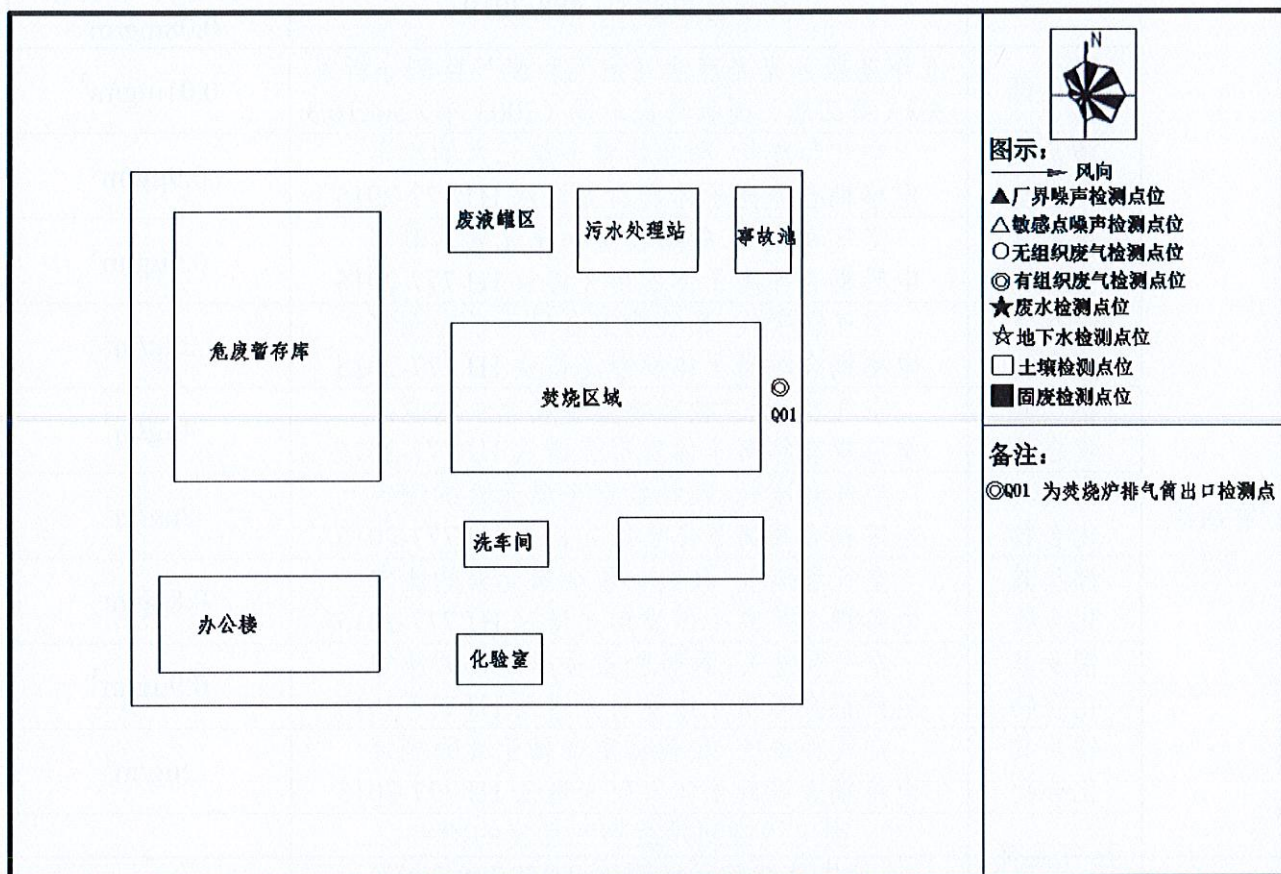 废液罐区
污水处理站
事故池
危废暂存库
焚烧区域
Q01
洗车间
办公楼
化验室
N
图示：
风向
▲厂界噪声检测点位
△敏感点噪声检测点位
○无组织废气检测点位
◎有组织废气检测点位
★废水检测点位
☆地下水检测点位
□土壤检测点位
■固废检测点位
备注：
◎Q01 为焚烧炉排气筒出口检测点